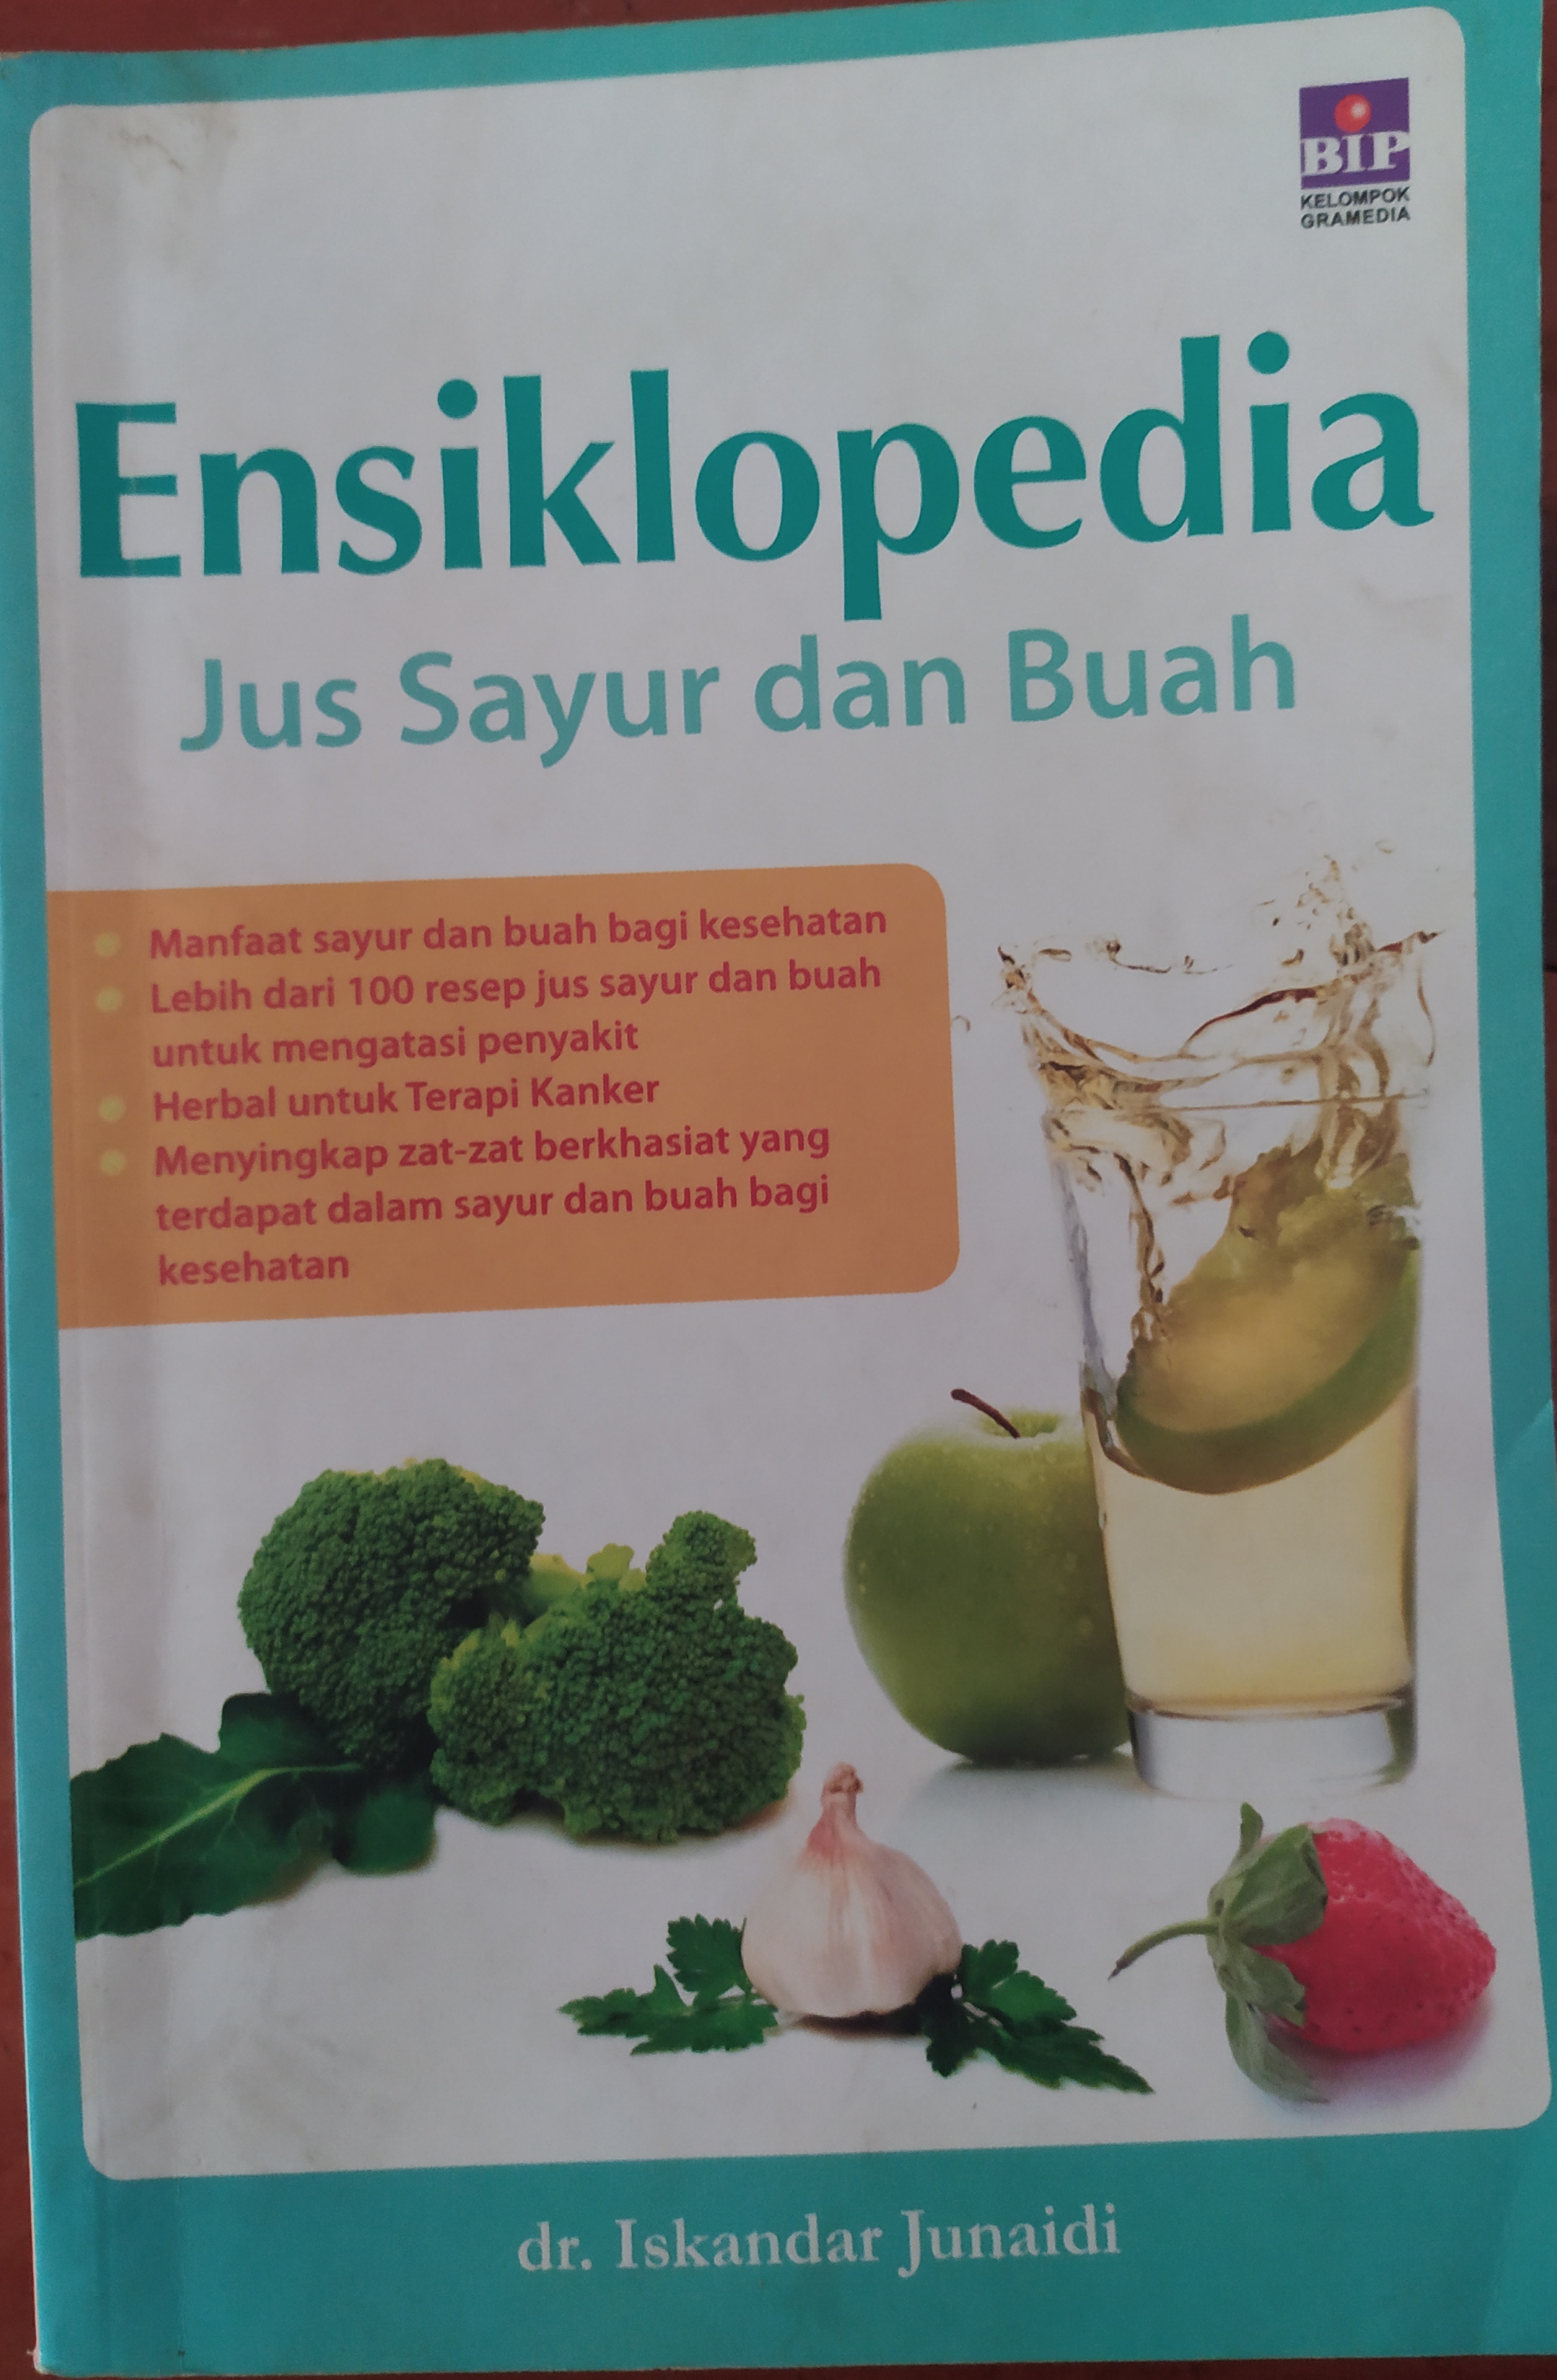 BIP
KELOMPOK
GRAMEDIA
Ensiklopedia
Jus Sayur dan Buah
Manfaat sayur dan buah bagi kesehatan
Lebih dari 100 resep jus sayur dan buah
untuk mengatasi penyakit
Herbal untuk Terapi Kanker
Menyingkap zat-zat berkhasiat yang
terdapat dalam sayur dan buah bagi
kesehatan
dr. Iskandar Junaidi